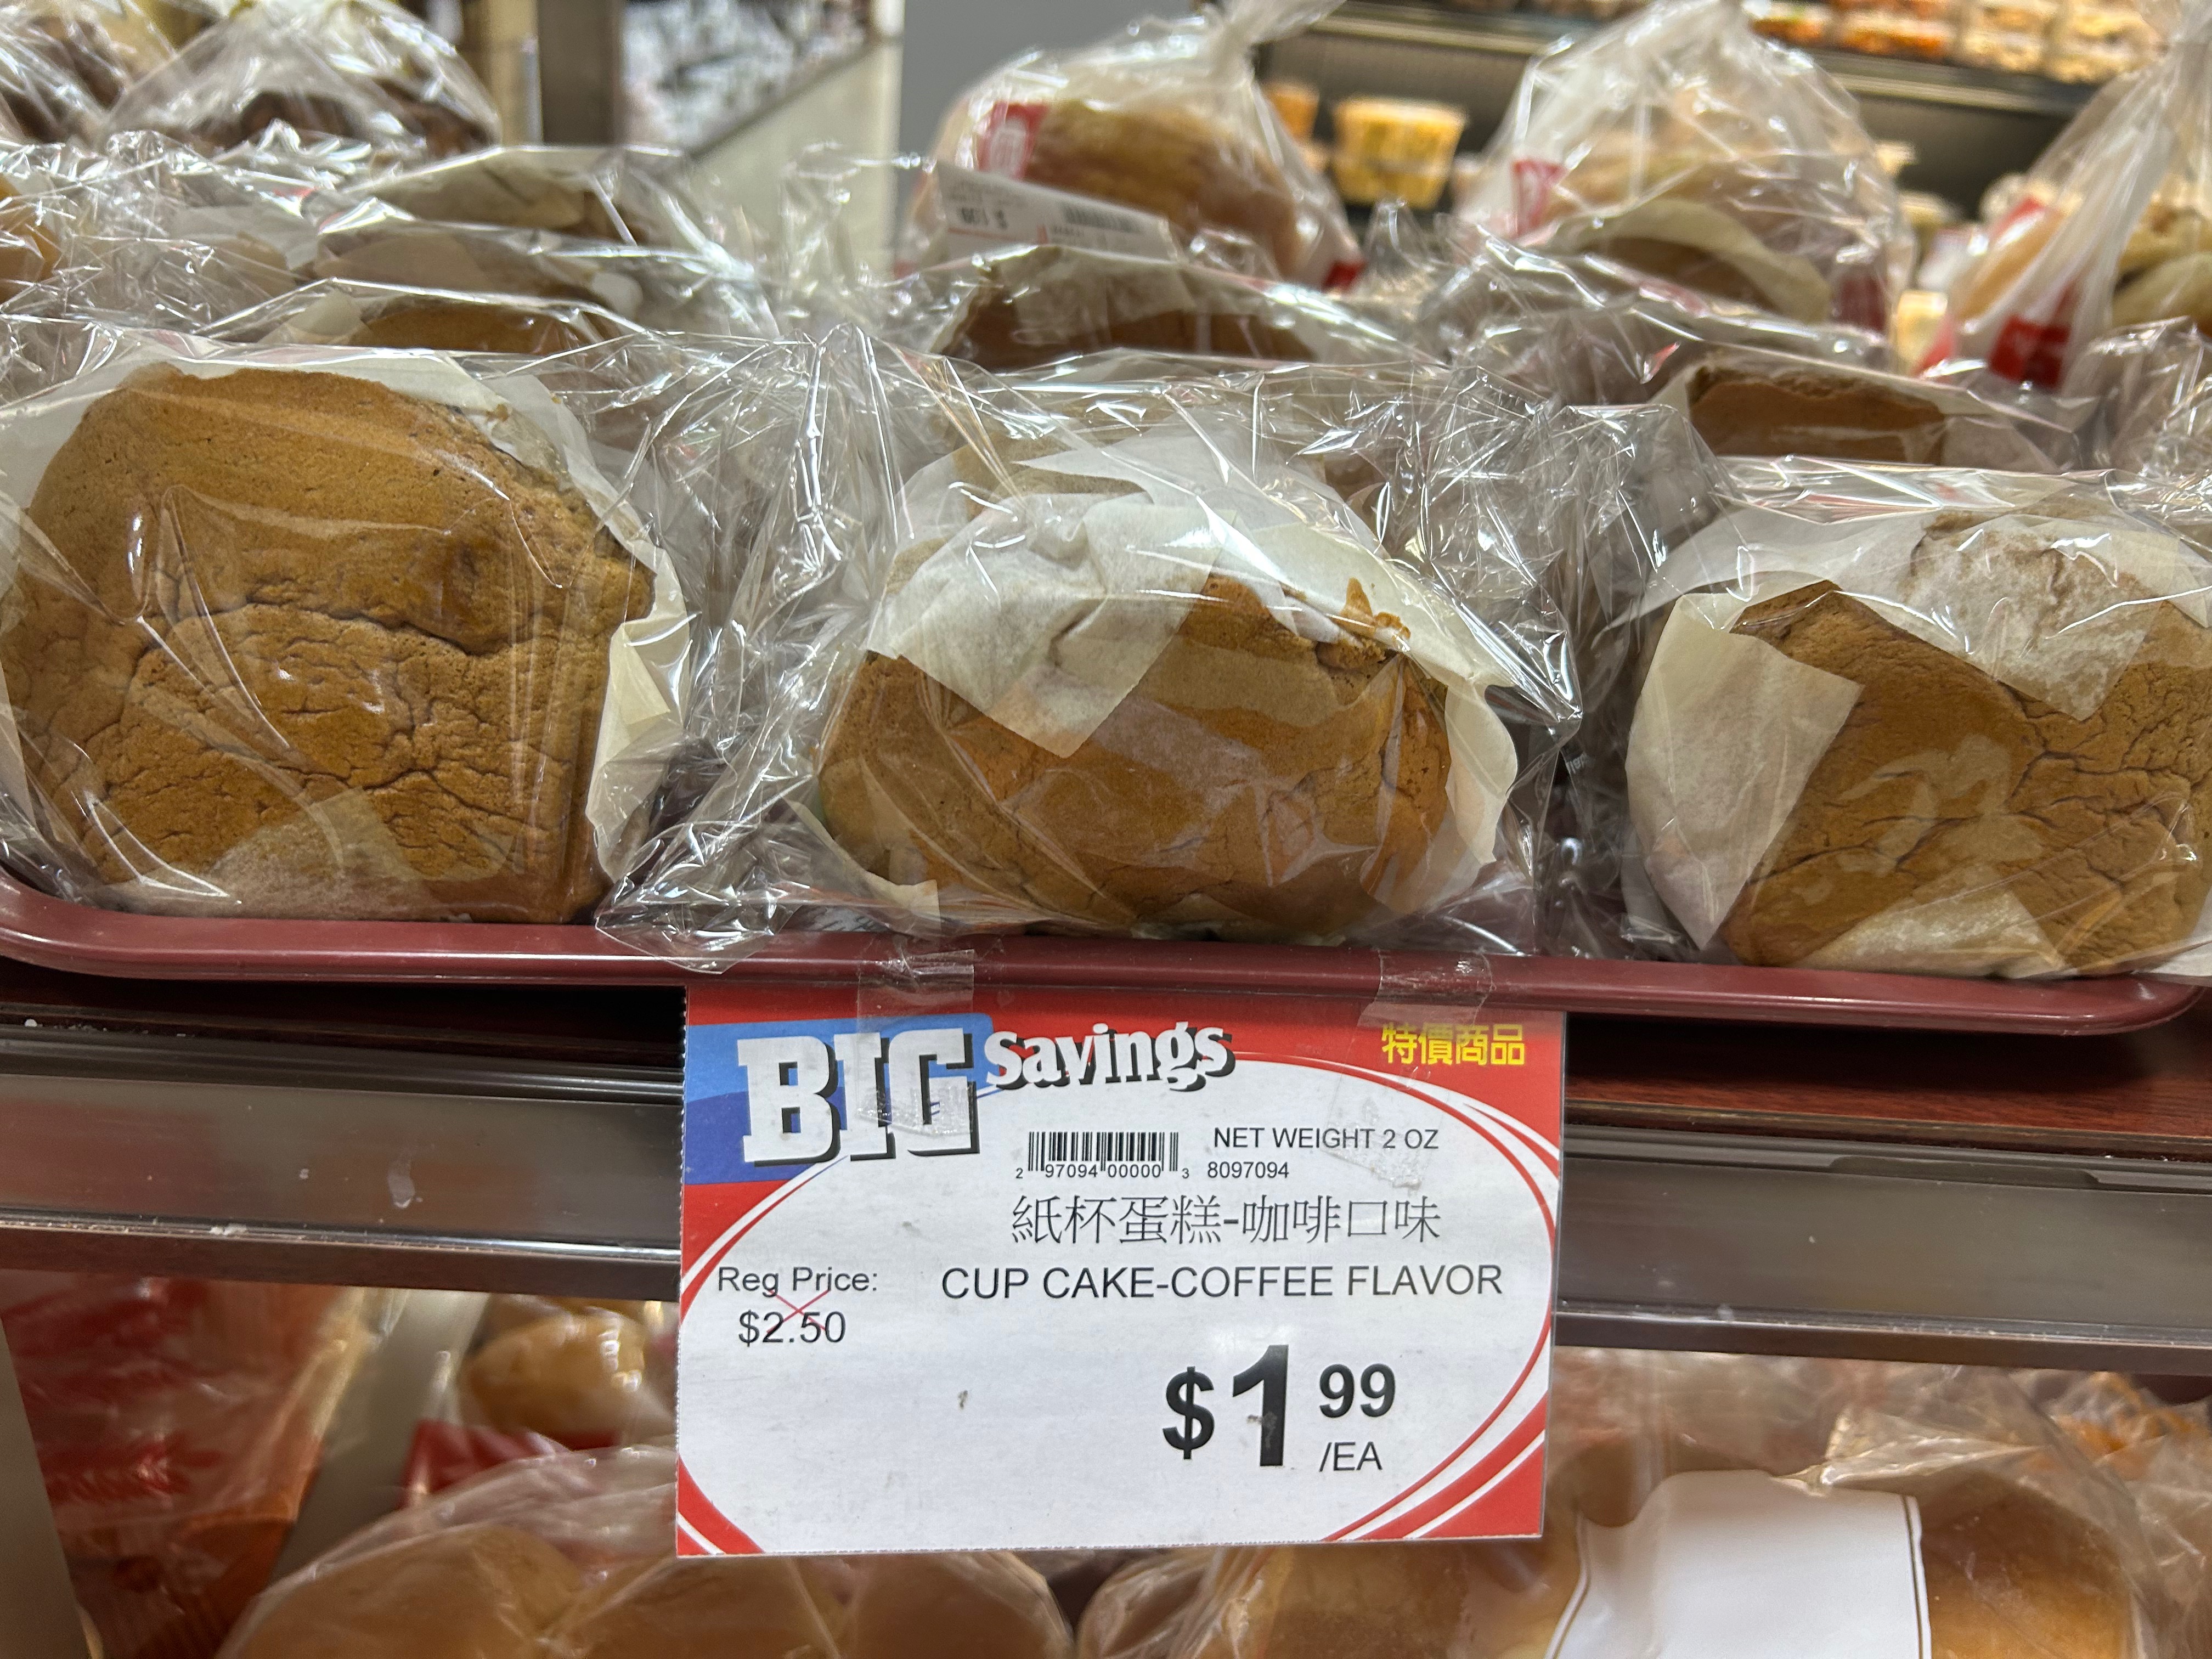 BIG Savings
特價商品
NET WEIGHT 2 OZ
2 97094 00000 3 8097094
紙杯蛋糕-咖啡口味
Reg Price: CUP CAKE-COFFEE FLAVOR
$2.50
$1 99
/EA